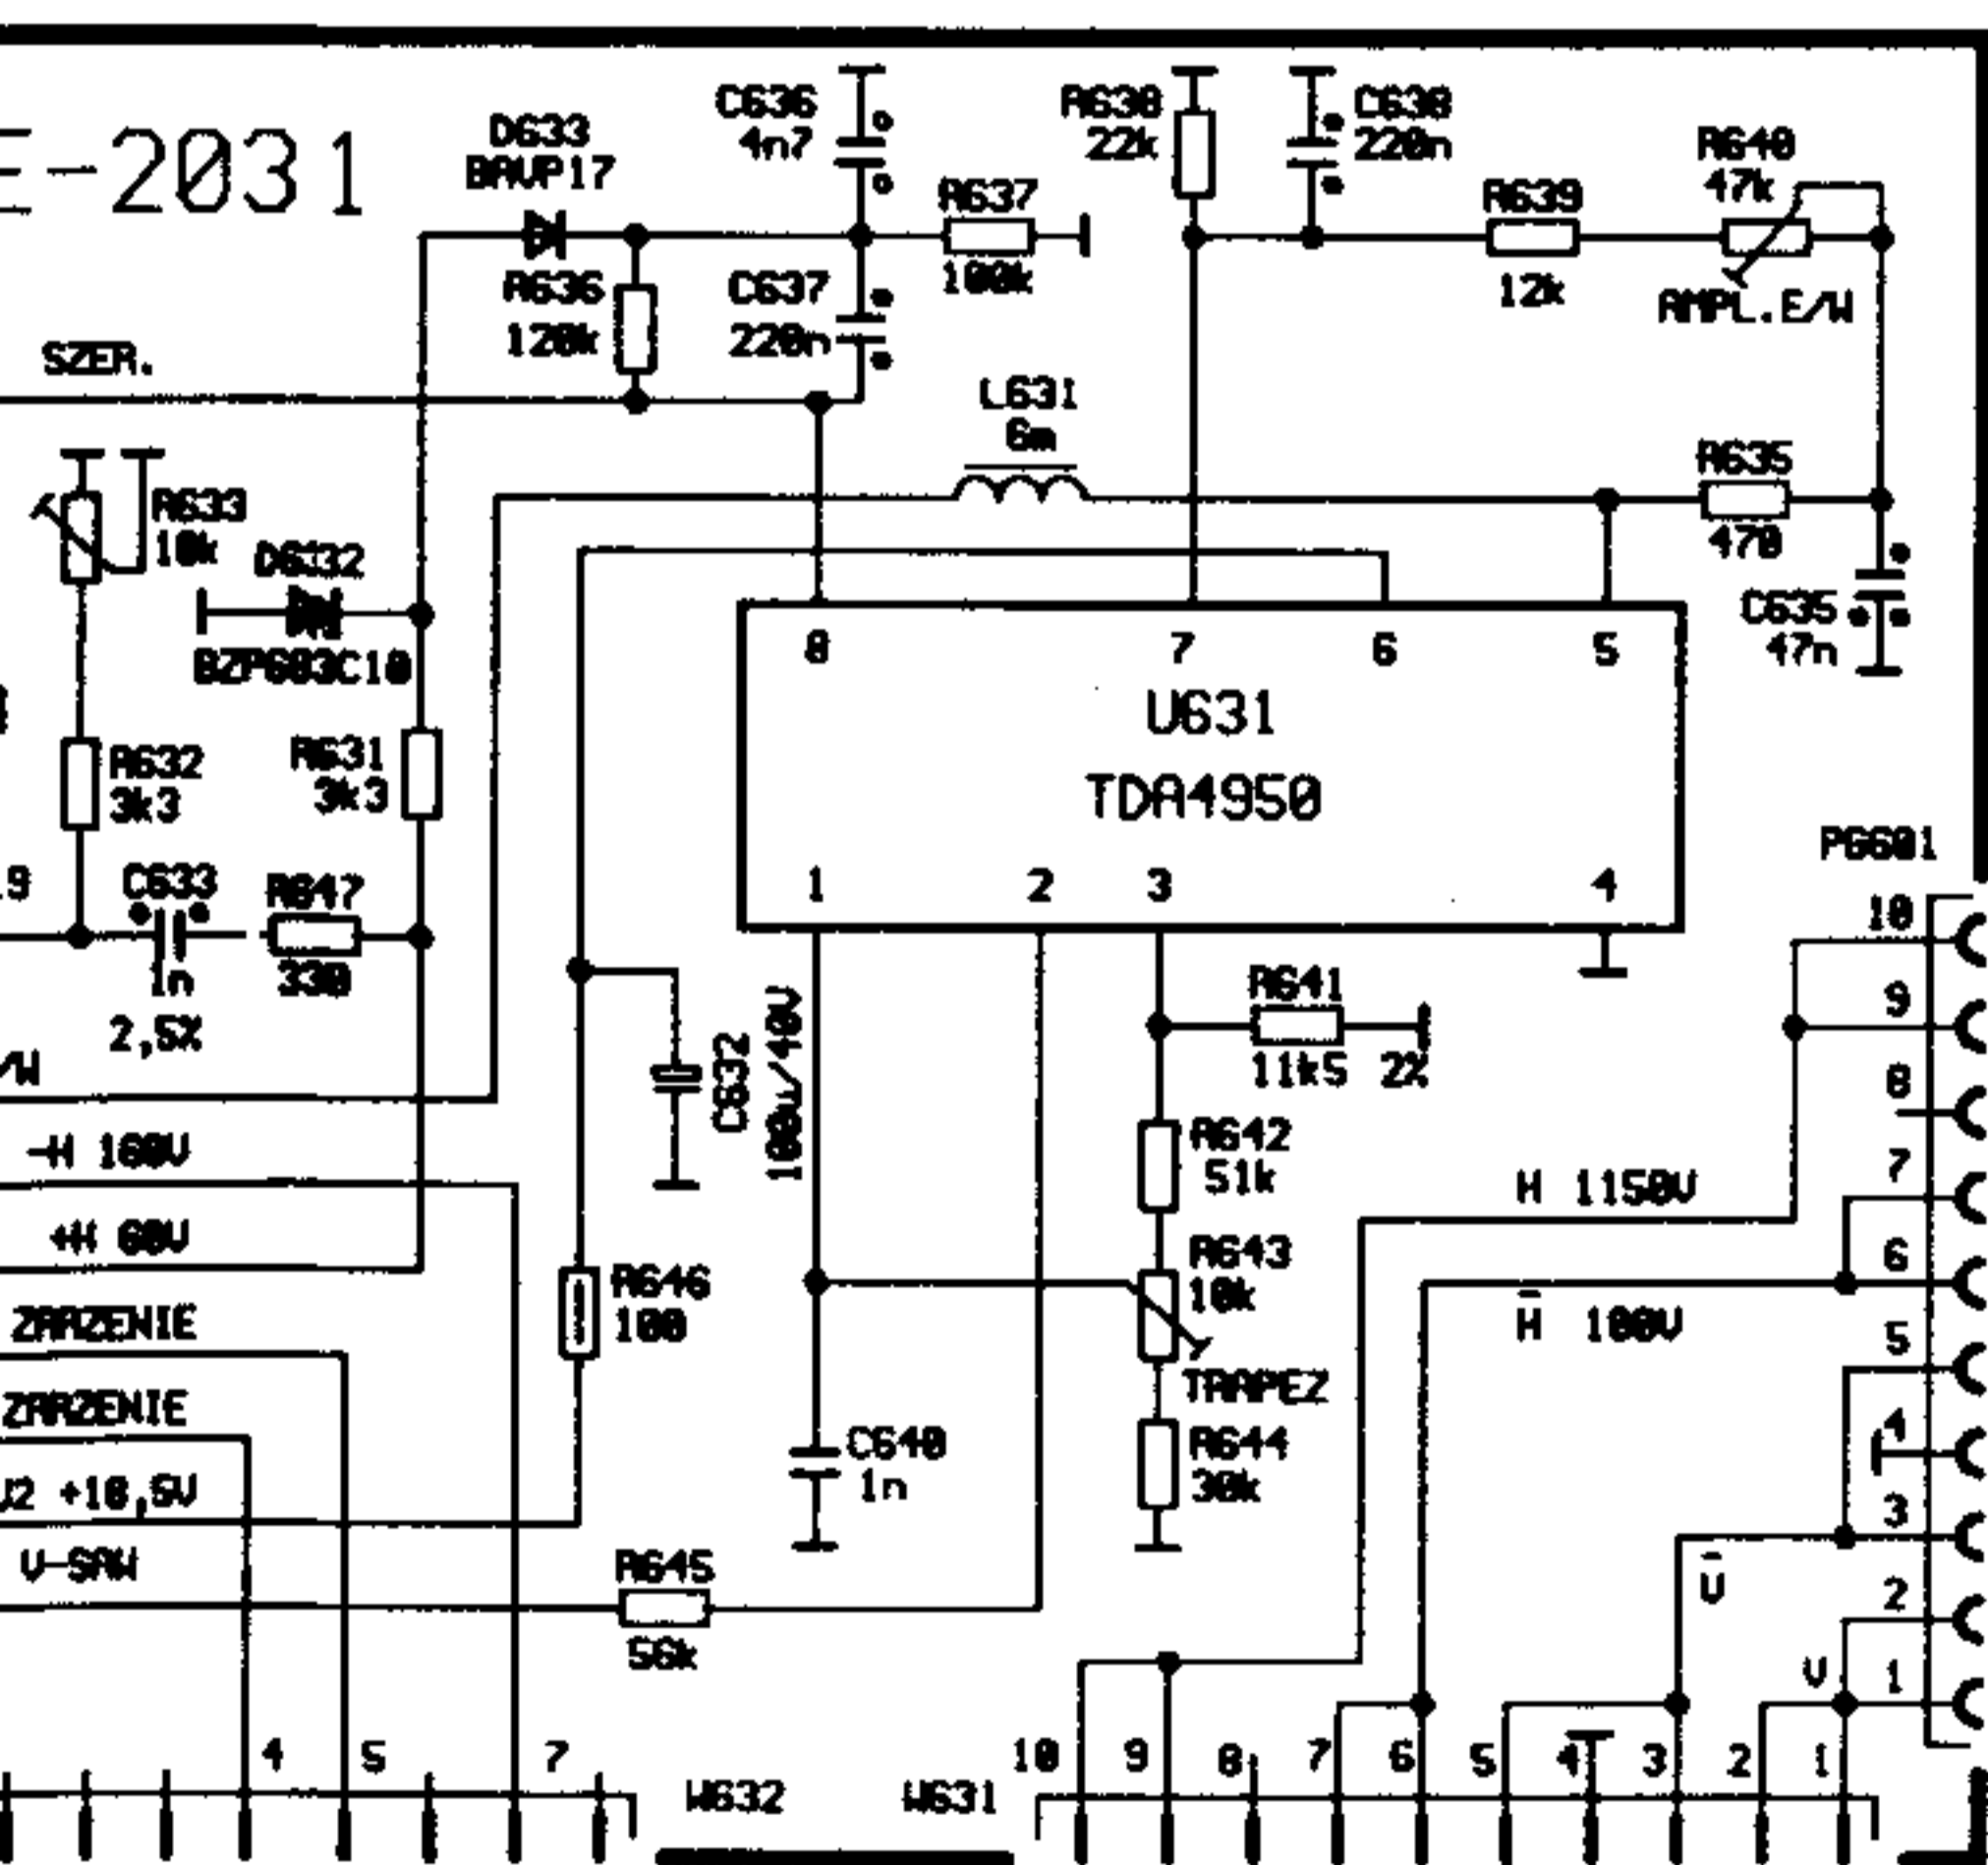 E-2031
D633
BAVP17
C636
4n7
R637
100k
R638
22k
C638
220n
R639
12k
R640
47k
AMPL.E/W
R636
120k
C637
220n
SZER.
L631
6m
R635
470
C635
47n
R633
10k
D632
BZP683C10
R632
3k3
R631
3k3
8 7 6 5
U631
TDA4950
1 2 3 4
.9
C633
1n
2,5%
R647
330
C632
100u/40V
R641
11k5 2%
R642
51k
R643
10k
TRAPEZ
R644
30k
C640
1n
R646
100
R645
56k
/W
-H 160V
+H 60V
ZARZENIE
ZARZENIE
V2 +10,5V
V-SAW
H 1150V
H 100V
V
V
PG601
10
9
8
7
6
5
4
3
2
1
4 5 7
W632
W631
10 9 8 7 6 5 4 3 2 1